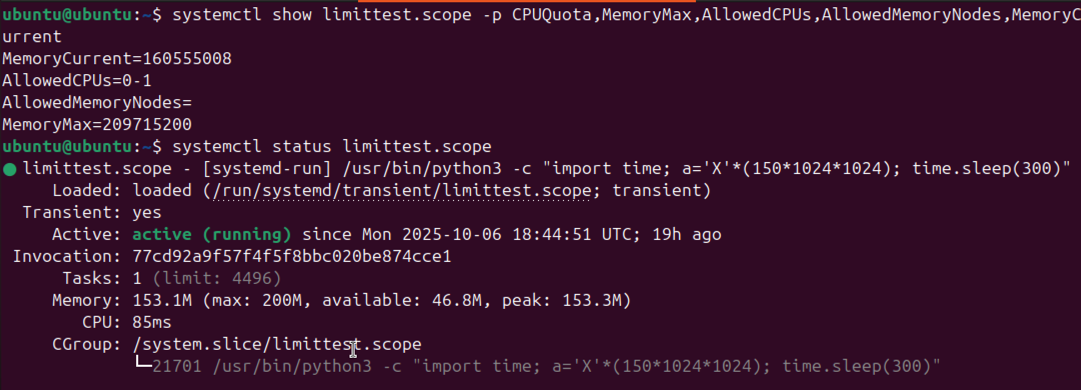 ubuntu@ubuntu:~$ systemctl show limittest.scope -p CPUQuota,MemoryMax,AllowedCPUs,AllowedMemoryNodes,MemoryC
urrent
MemoryCurrent=160555008
AllowedCPUs=0-1
AllowedMemoryNodes=
MemoryMax=209715200
ubuntu@ubuntu:~$ systemctl status limittest.scope
● limittest.scope - [systemd-run] /usr/bin/python3 -c "import time; a='X'*(150*1024*1024); time.sleep(300)"
Loaded: loaded (/run/systemd/transient/limittest.scope; transient)
Transient: yes
Active: active (running) since Mon 2025-10-06 18:44:51 UTC; 19h ago
Invocation: 77cd92a9f57f4f5f8bbc020be874cce1
Tasks: 1 (limit: 4496)
Memory: 153.1M (max: 200M, available: 46.8M, peak: 153.3M)
CPU: 85ms
CGroup: /system.slice/limittest.scope
└─21701 /usr/bin/python3 -c "import time; a='X'*(150*1024*1024); time.sleep(300)"